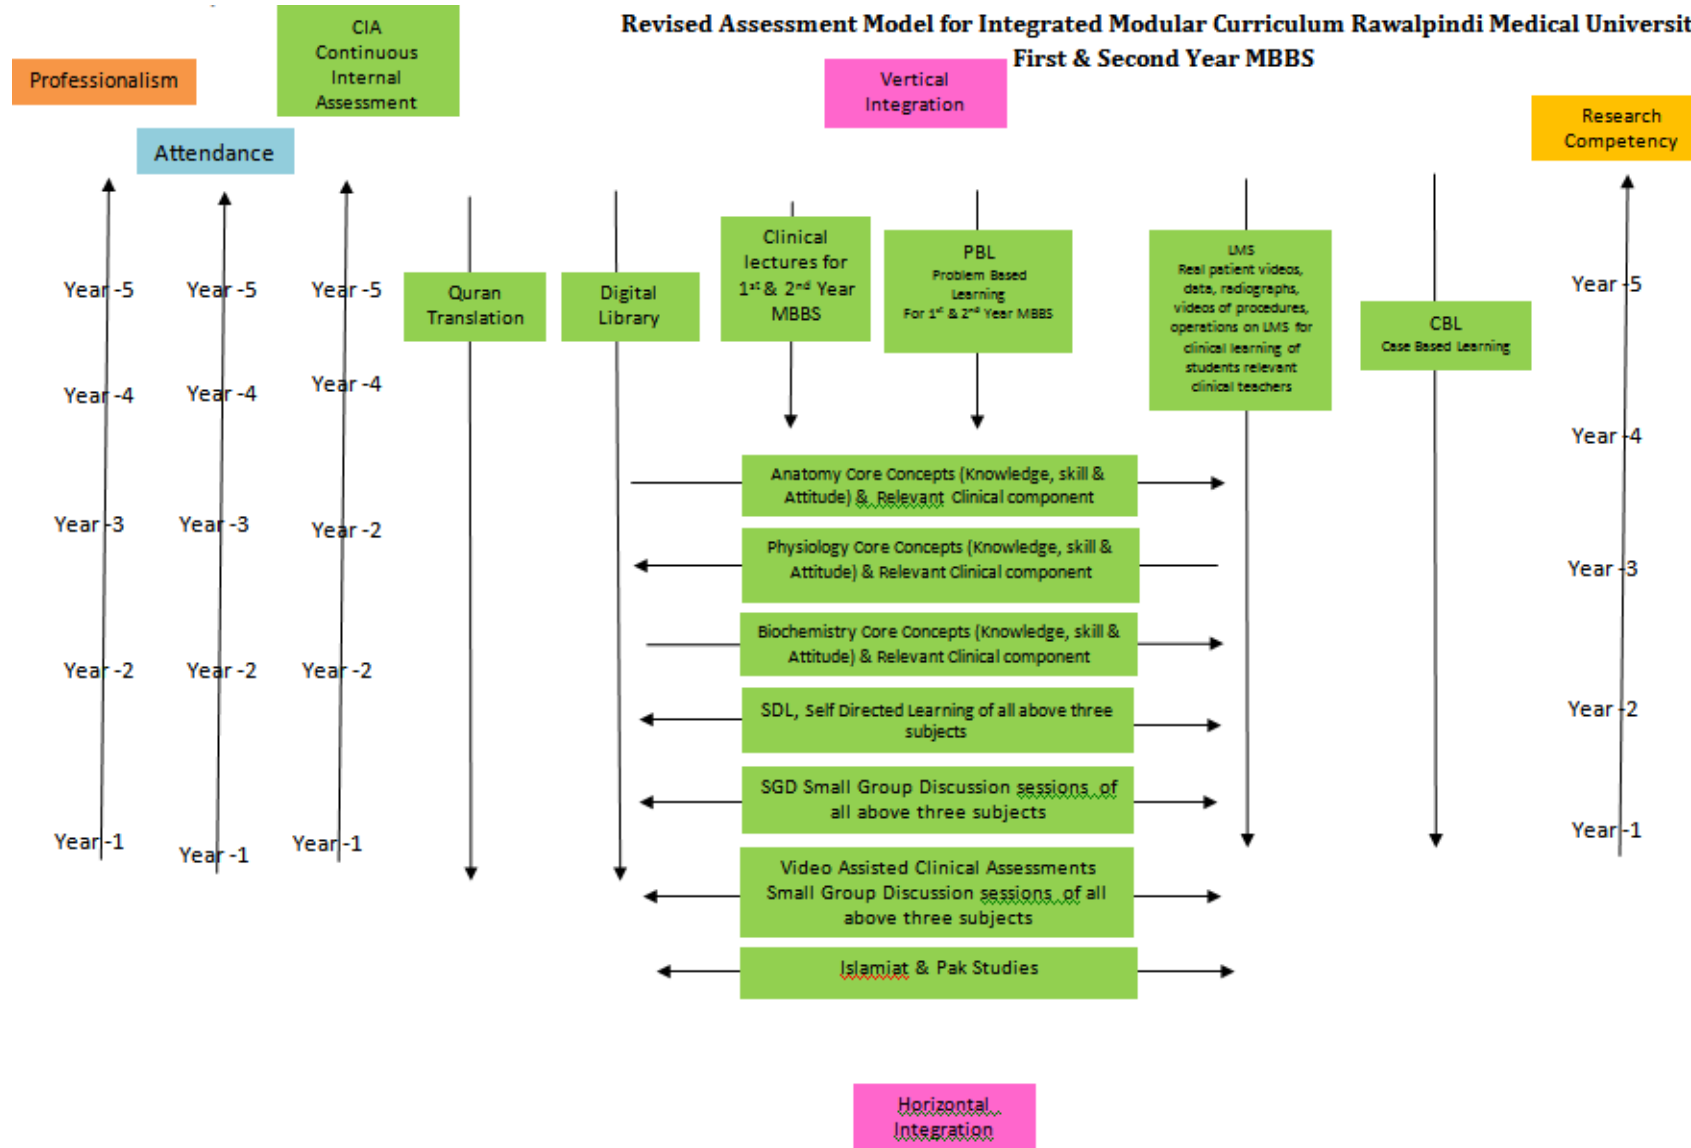 Revised Assessment Model for Integrated Modular Curriculum Rawalpindi Medical Universit
First & Second Year MBBS
Professionalism
Attendance
CIA
Continuous
Internal
Assessment
Vertical
Integration
Research
Competency
Year -5
Year -4
Year -3
Year -2
Year -1
Year -5
Year -4
Year -3
Year -2
Year -1
Year -5
Year -4
Year -2
Year -2
Year -1
Quran
Translation
Digital
Library
Clinical
lectures for
1st & 2nd Year
MBBS
PBL
Problem Based
Learning
For 1st & 2nd Year MBBS
LMS
Real patient videos,
data, radiographs,
videos of procedures,
operations on LMS for
clinical learning of
students relevant
clinical teachers
CBL
Case Based Learning
Year -5
Year -4
Year -3
Year -2
Year -1
Anatomy Core Concepts (Knowledge, skill &
Attitude) & Relevant Clinical component
Physiology Core Concepts (Knowledge, skill &
Attitude) & Relevant Clinical component
Biochemistry Core Concepts (Knowledge, skill &
Attitude) & Relevant Clinical component
SDL, Self Directed Learning of all above three
subjects
SGD Small Group Discussion sessions of
all above three subjects
Video Assisted Clinical Assessments
Small Group Discussion sessions of all
above three subjects
Islamiat & Pak Studies
Horizontal
Integration